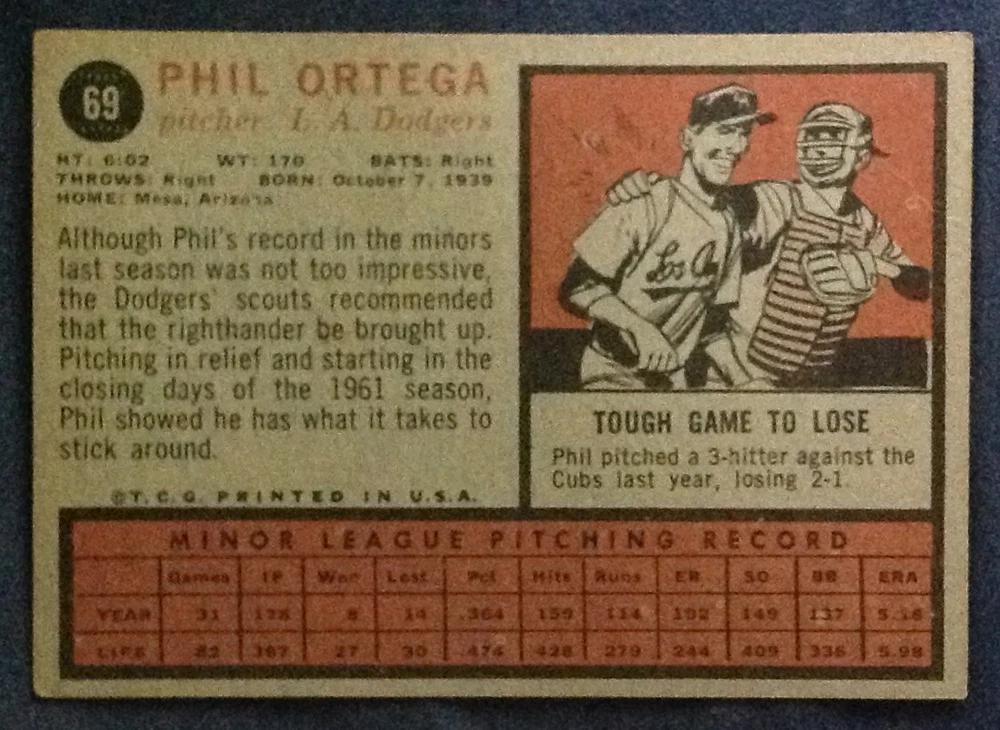 69
PHIL ORTEGA
pitcher L. A. Dodgers
HT: 6:02 WT: 170 BATS: Right
THROWS: Right BORN: October 7, 1939
HOME: Mesa, Arizona
Although Phil's record in the minors
last season was not too impressive,
the Dodgers' scouts recommended
that the righthander be brought up.
Pitching in relief and starting in the
closing days of the 1961 season,
Phil showed he has what it takes to
stick around.
©T.C.G. PRINTED IN U.S.A.
Los An
TOUGH GAME TO LOSE
Phil pitched a 3-hitter against the
Cubs last year, losing 2-1.
MINOR LEAGUE PITCHING RECORD
Games IP Won Lost Pct Hits Runs ER SO BB ERA
YEAR 31 178 8 14 .364 159 114 102 149 137 5.16
LIFE 82 367 27 30 .474 428 279 244 409 336 5.98